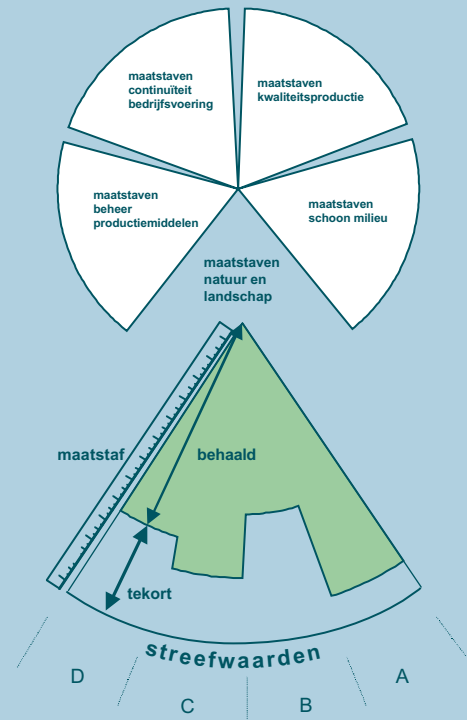 maatstaven
continuïteit
bedrijfsvoering
maatstaven
kwaliteitsproductie
maatstaven
beheer
productiemiddelen
maatstaven
schoon milieu
maatstaven
natuur en
landschap
maatstaf
behaald
tekort
streefwaarden
D
C
B
A